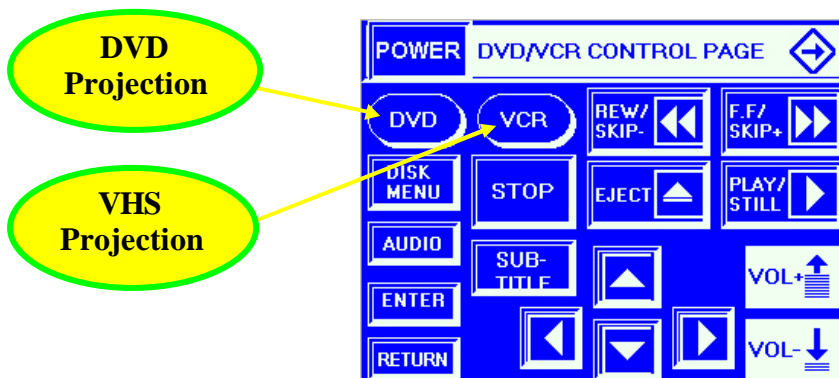 DVD
Projection
VHS
Projection
POWER
DVD/VCR CONTROL PAGE
DVD
VCR
REW/
SKIP-
F.F/
SKIP+
DISK
MENU
STOP
EJECT
PLAY/
STILL
AUDIO
SUB-
TITLE
VOL+
ENTER
RETURN
VOL-